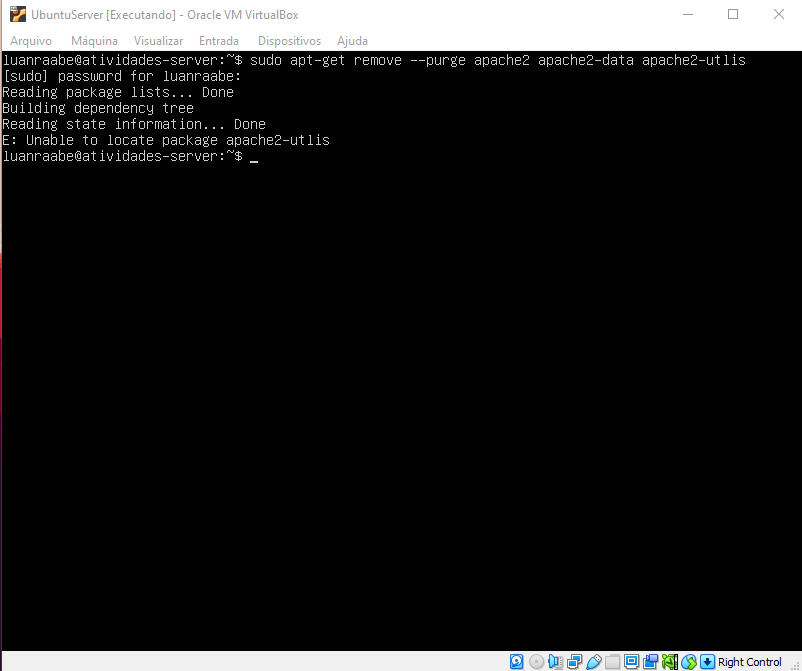 UbuntuServer [Executando] - Oracle VM VirtualBox
Arquivo Máquina Visualizar Entrada Dispositivos Ajuda
luanraabe@atividades-server:~$ sudo apt-get remove --purge apache2 apache2-data apache2-utlis
[sudo] password for luanraabe:
Reading package lists... Done
Building dependency tree
Reading state information... Done
E: Unable to locate package apache2-utlis
luanraabe@atividades-server:~$ _
Right Control